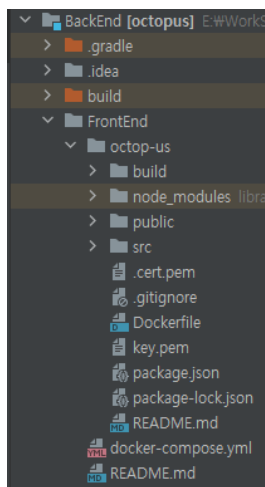 BackEnd [octopus] E:₩WorkS
.gradle
.idea
build
FrontEnd
octop-us
build
node_modules libra
public
src
.cert.pem
.gitignore
Dockerfile
key.pem
package.json
package-lock.json
README.md
docker-compose.yml
README.md